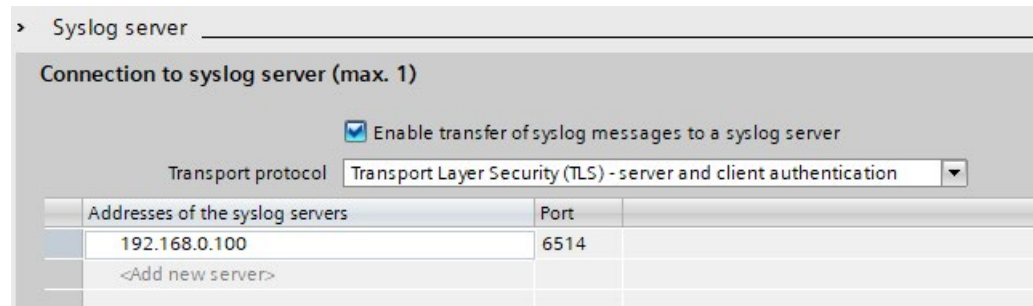 Syslog server
Connection to syslog server (max. 1)
Enable transfer of syslog messages to a syslog server
Transport protocol Transport Layer Security (TLS) - server and client authentication
Addresses of the syslog servers Port
192.168.0.100 6514
<Add new server>